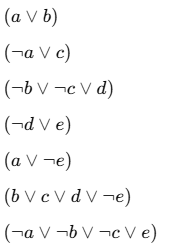 (a ∨ b)
(¬a ∨ c)
(¬b ∨ ¬c ∨ d)
(¬d ∨ e)
(a ∨ ¬e)
(b ∨ c ∨ d ∨ ¬e)
(¬a ∨ ¬b ∨ ¬c ∨ e)